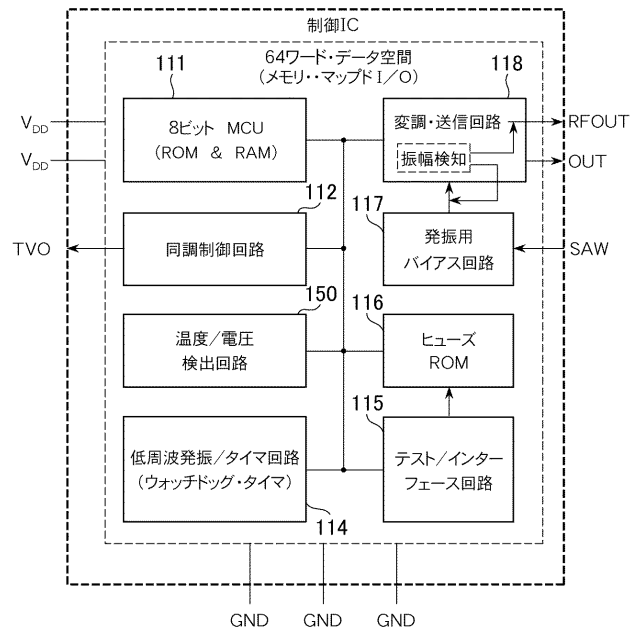 制御IC
64ワード・データ空間
(メモリ・・マップド I/O)
111
118
8ビット MCU
(ROM & RAM)
変調・送信回路
振幅検知
VDD
VDD
RFOUT
OUT
112
117
同調制御回路
発振用
バイアス回路
TVO
SAW
150
116
温度/電圧
検出回路
ヒューズ
ROM
115
低周波発振/タイマ回路
(ウォッチドッグ・タイマ)
テスト/インター
フェース回路
114
GND
GND
GND